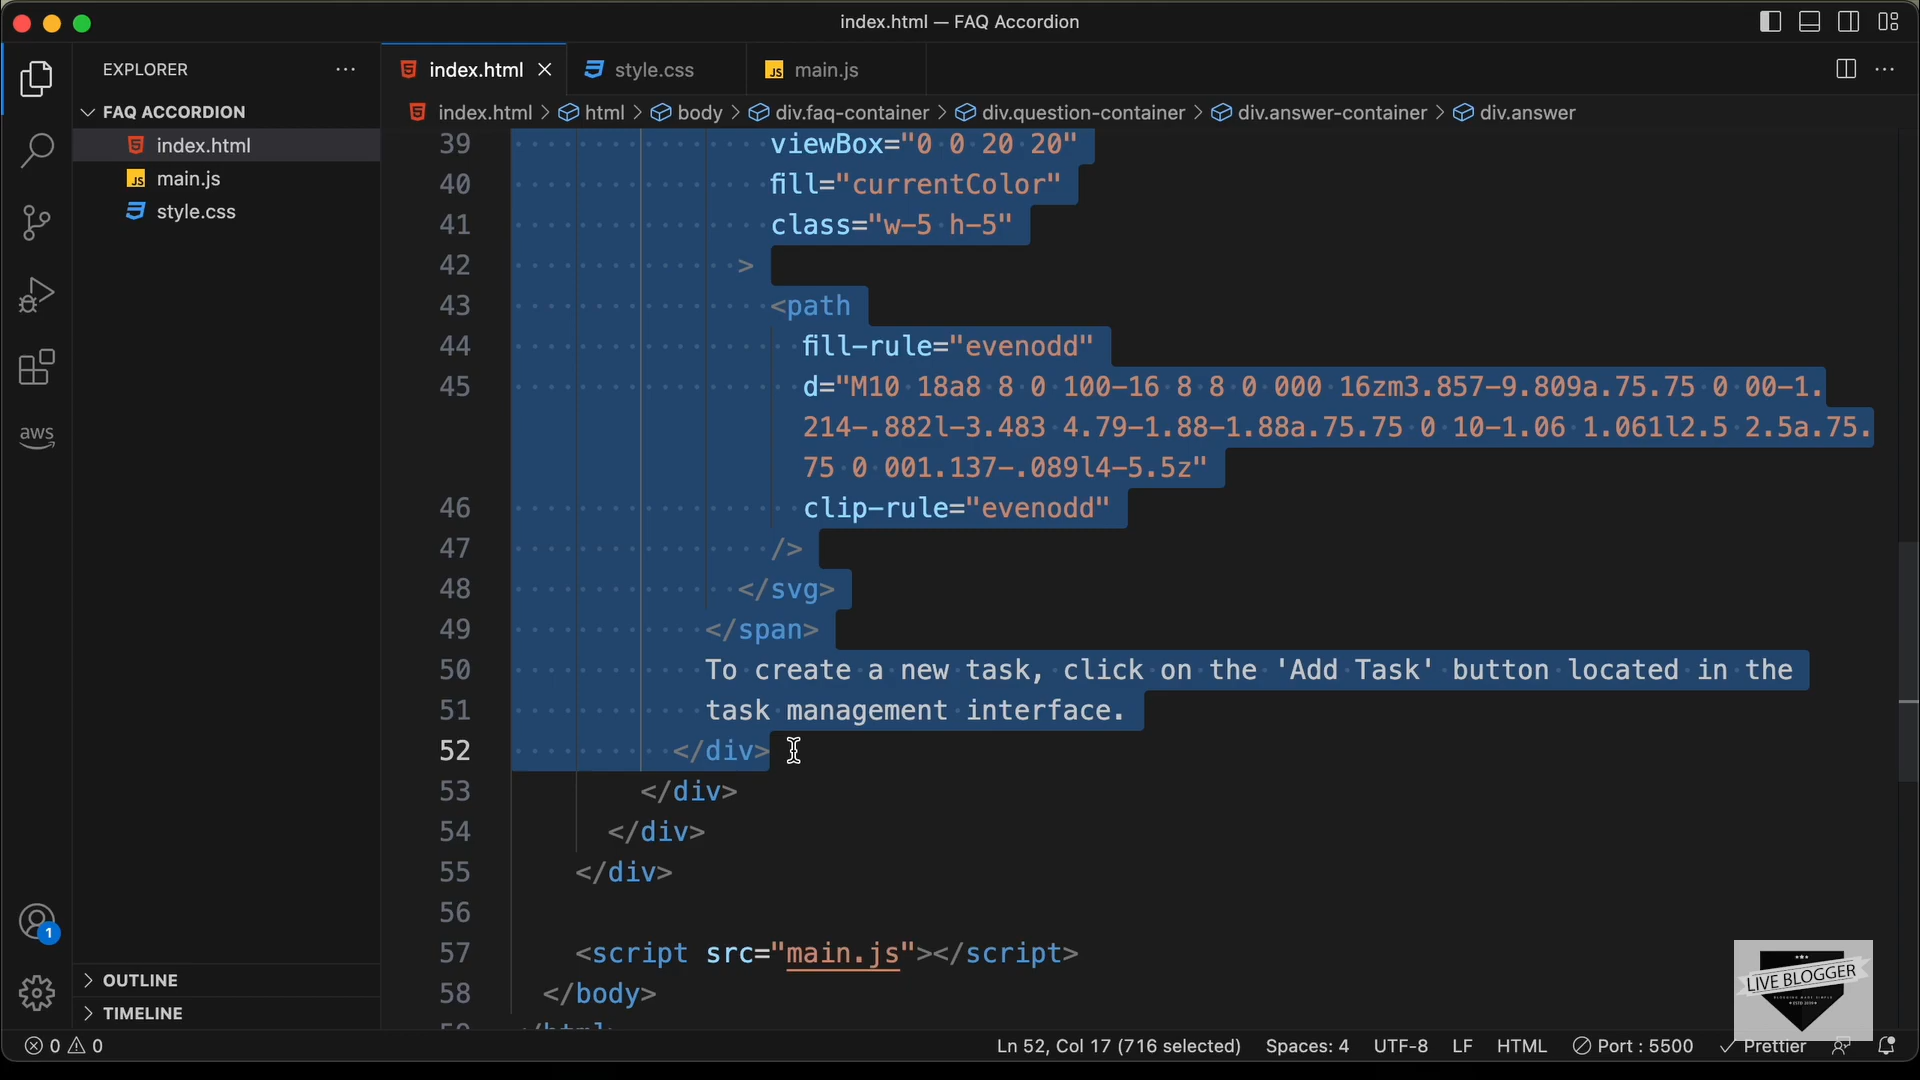 index.html — FAQ Accordion
EXPLORER
index.html
style.css
JS main.js
FAQ ACCORDION
index.html
JS main.js
style.css
index.html > html > body > div.faq-container > div.question-container > div.answer-container > div.answer
39 viewBox="0 0 20 20"
40 fill="currentColor"
41 class="w-5 h-5"
42 >
43 <path
44 fill-rule="evenodd"
45 d="M10 18a8 8 0 100-16 8 8 0 000 16zm3.857-9.809a.75.75 0 00-1.
214-.882l-3.483 4.79-1.88-1.88a.75.75 0 10-1.06 1.061l2.5 2.5a.75.
75 0 001.137-.089l4-5.5z"
46 clip-rule="evenodd"
47 />
48 </svg>
49 </span>
50 To create a new task, click on the 'Add Task' button located in the
51 task management interface.
52 </div>
53 </div>
54 </div>
55 </div>
56
57 <script src="main.js"></script>
58 </body>
aws
1
OUTLINE
TIMELINE
LIVE BLOGGER
0 0
Ln 52, Col 17 (716 selected)
Spaces: 4
UTF-8
LF
HTML
Port : 5500
Prettier